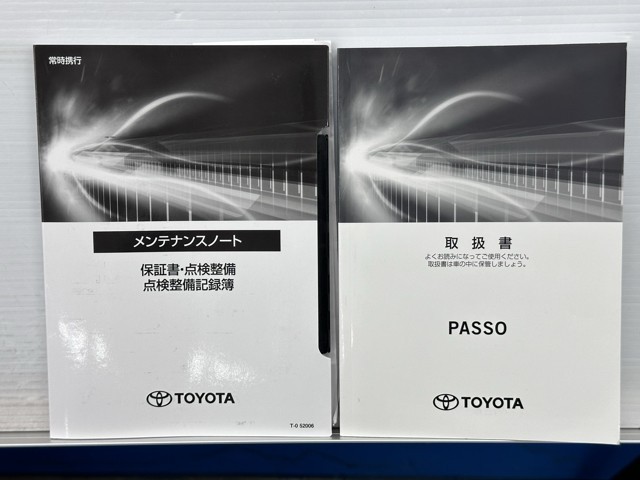 常時携行
メンテナンスノート
保証書・点検整備
点検整備記録簿
TOYOTA
T-0 52006
取扱書
よくお読みになってご使用ください。
取扱書は車の中に保管しましょう。
PASSO
TOYOTA